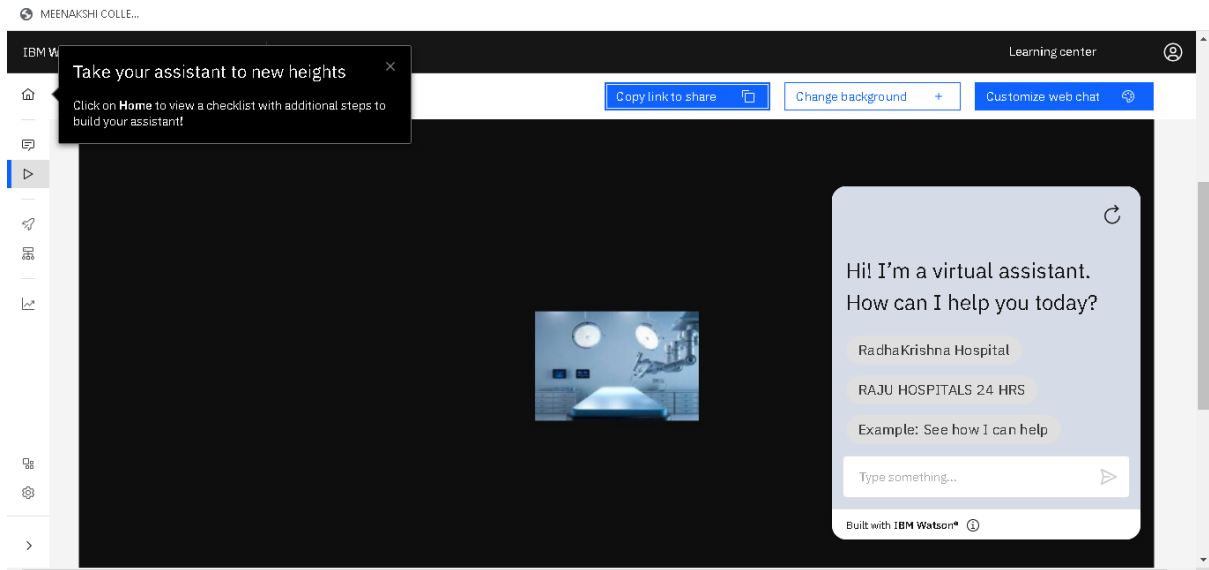 MEENAKSHI COLLE...
IBM W
Learning center
Take your assistant to new heights
Click on Home to view a checklist with additional steps to
build your assistant!
Copy link to share
Change background +
Customize web chat
Hi! I’m a virtual assistant.
How can I help you today?
RadhaKrishna Hospital
RAJU HOSPITALS 24 HRS
Example: See how I can help
Type something...
Built with IBM Watson®